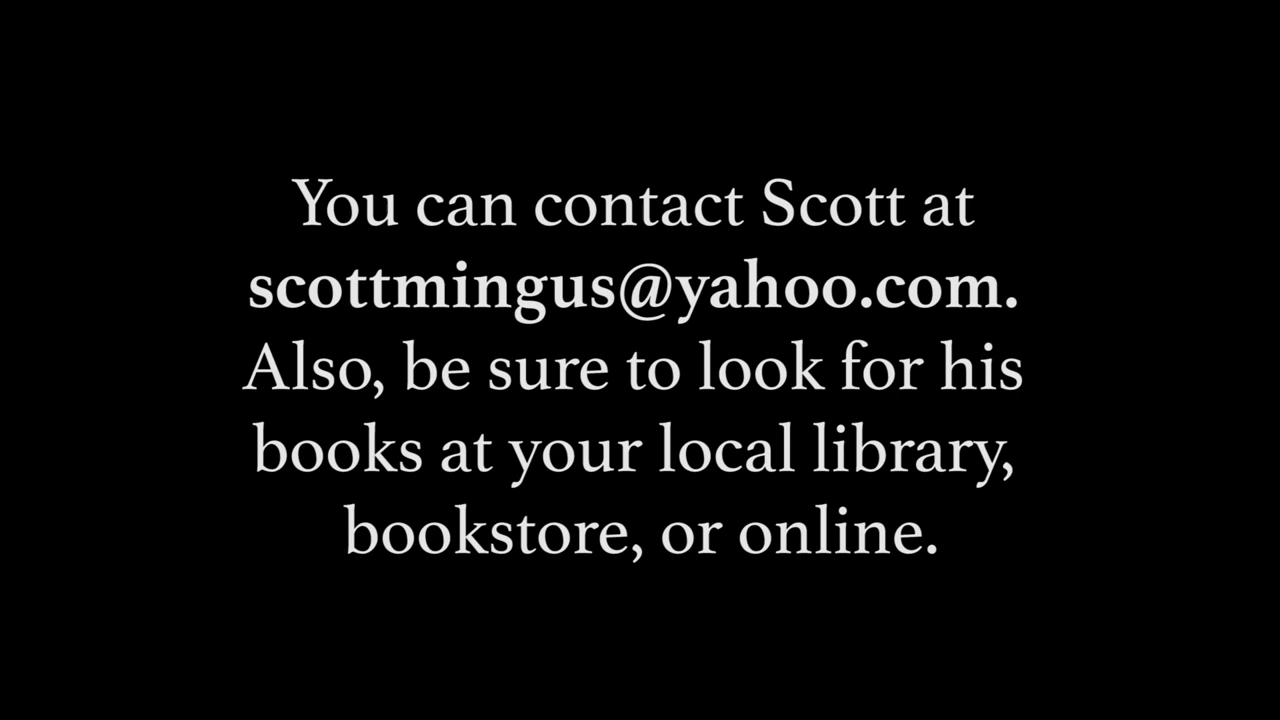 You can contact Scott at
scottmingus@yahoo.com.
Also, be sure to look for his
books at your local library,
bookstore, or online.